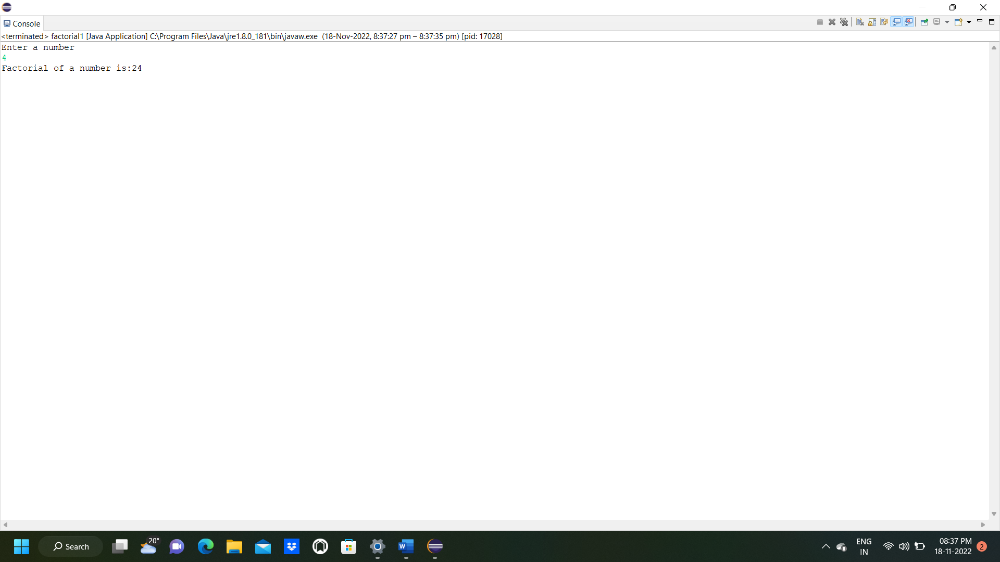 Console
<terminated> factorial1 [Java Application] C:\Program Files\Java\jre1.8.0_181\bin\javaw.exe  (18-Nov-2022, 8:37:27 pm – 8:37:35 pm) [pid: 17028]
Enter a number
4
Factorial of a number is:24
20°
Search
W
ENG
IN
08:37 PM
18-11-2022
2